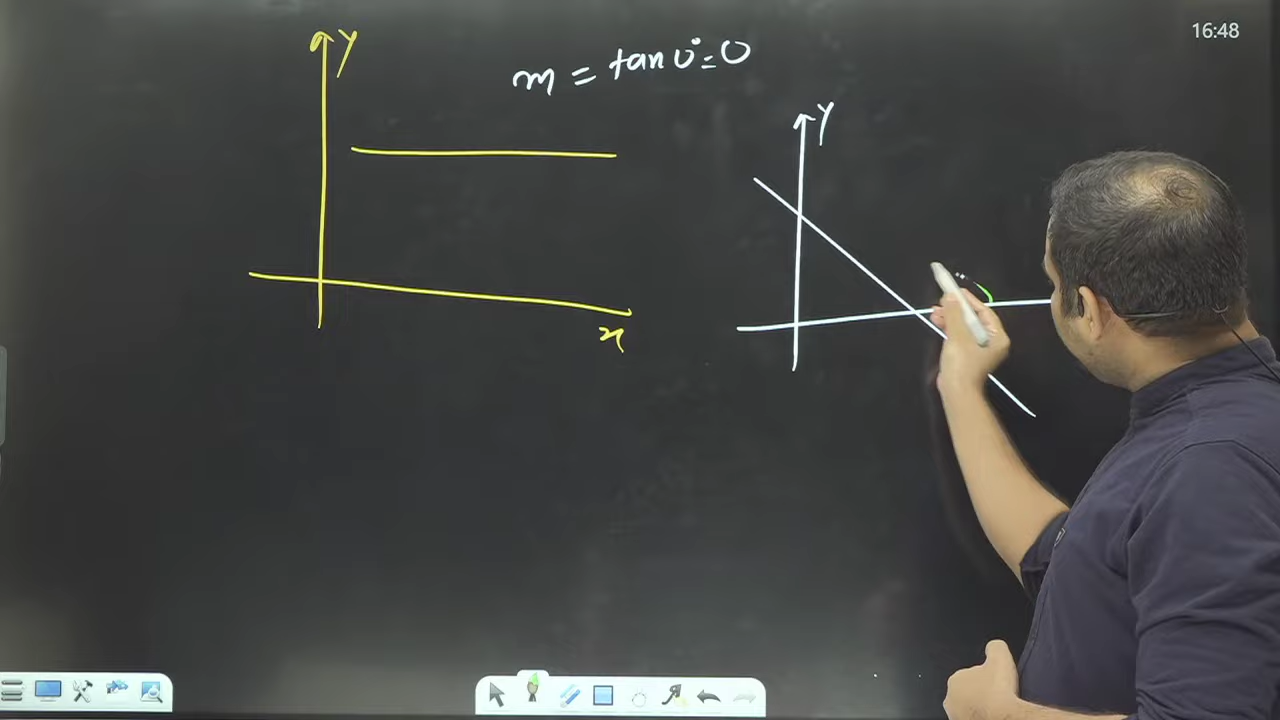 16:48
y
m = tan 0° = 0
y
x